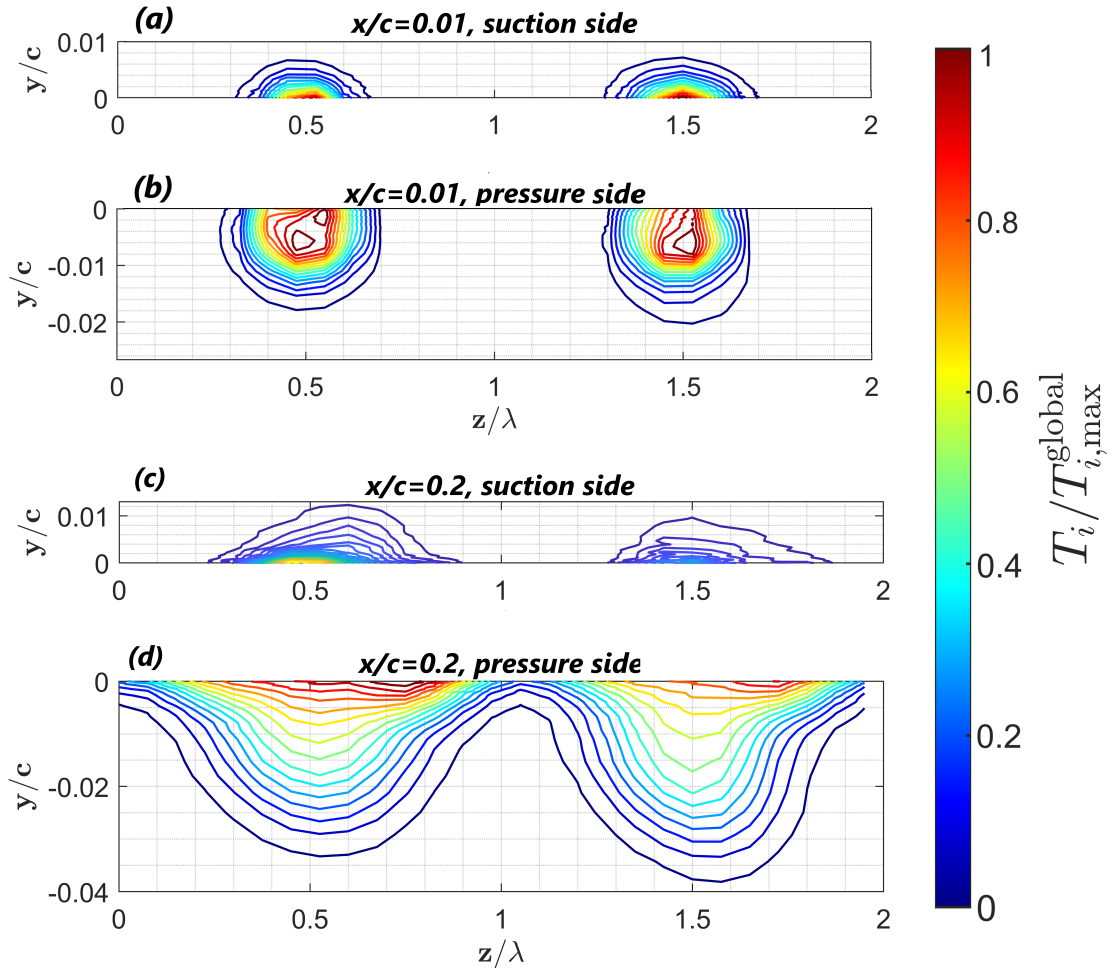 (a) x/c=0.01, suction side
0.01
y/c
0
0 0.5 1 1.5 2
(b) x/c=0.01, pressure side
0
y/c
-0.01
-0.02
0 0.5 1 1.5 2
z/λ
(c) x/c=0.2, suction side
0.01
y/c
0
0 0.5 1 1.5 2
(d) x/c=0.2, pressure side
0
y/c
-0.02
-0.04
0 0.5 1 1.5 2
z/λ
1
0.8
0.6
0.4
0.2
0
T_i/T_{i,max}^{global}